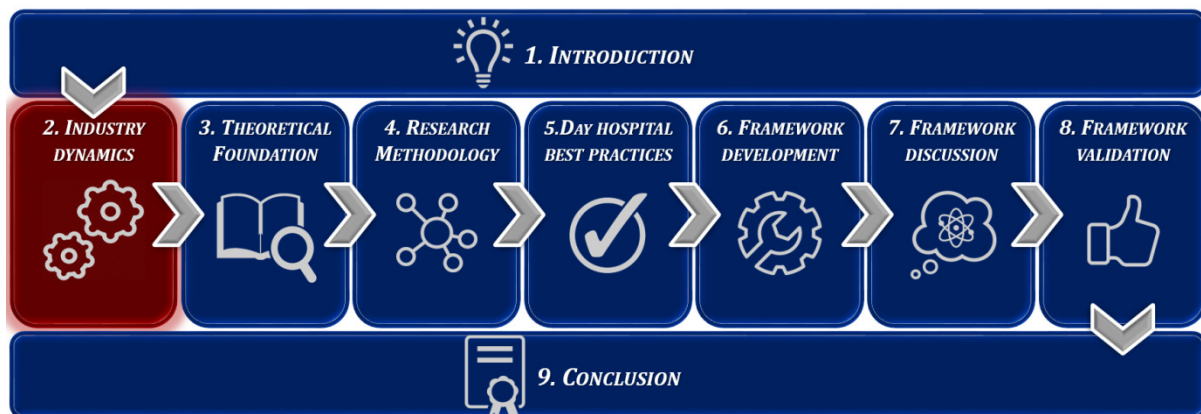 1. INTRODUCTION
2. INDUSTRY
DYNAMICS
3. THEORETICAL
FOUNDATION
4. RESEARCH
METHODOLOGY
5.DAY HOSPITAL
BEST PRACTICES
6. FRAMEWORK
DEVELOPMENT
7. FRAMEWORK
DISCUSSION
8. FRAMEWORK
VALIDATION
9. CONCLUSION